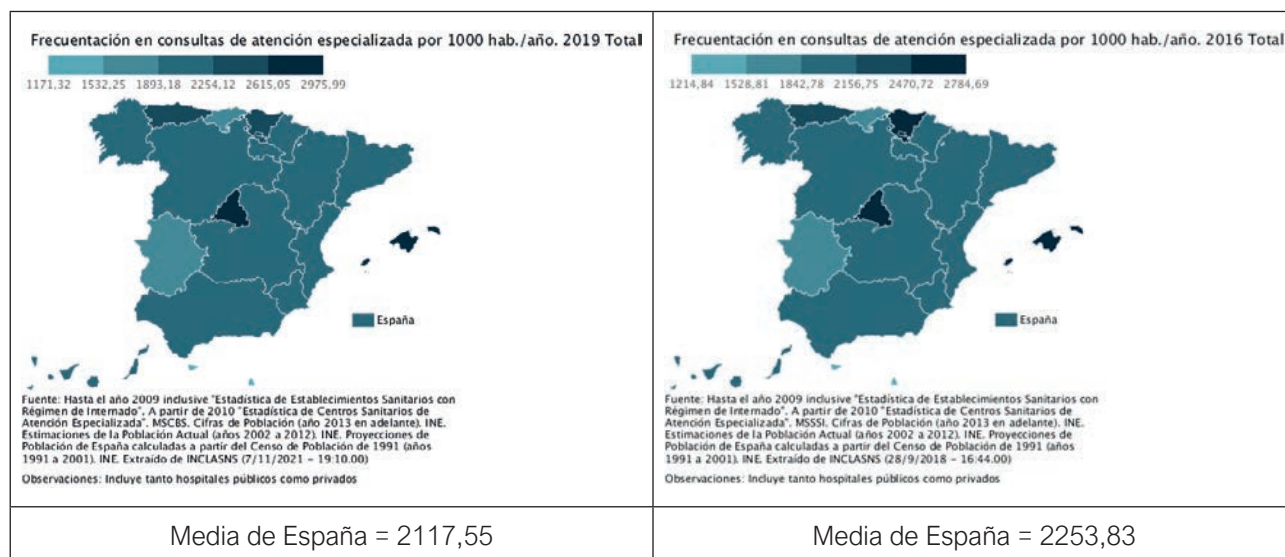 Frecuentación en consultas de atención especializada por 1000 hab./año. 2019 Total
1171,32 1532,25 1893,18 2254,12 2615,05 2975,99
España
Fuente: Hasta el año 2009 inclusive "Estadística de Establecimientos Sanitarios con
Régimen de Internado". A partir de 2010 "Estadística de Centros Sanitarios de
Atención Especializada". MSCBS. Cifras de Población (año 2013 en adelante). INE.
Estimaciones de la Población Actual (años 2002 a 2012). INE. Proyecciones de
Población de España calculadas a partir del Censo de Población de 1991 (años
1991 a 2001). INE. Extraído de INCLASNS (7/11/2021 - 19:10.00)
Observaciones: Incluye tanto hospitales públicos como privados
Media de España = 2117,55
Frecuentación en consultas de atención especializada por 1000 hab./año. 2016 Total
1214,84 1528,81 1842,78 2156,75 2470,72 2784,69
España
Fuente: Hasta el año 2009 inclusive "Estadística de Establecimientos Sanitarios con
Régimen de Internado". A partir de 2010 "Estadística de Centros Sanitarios de
Atención Especializada". MSSSI. Cifras de Población (año 2013 en adelante). INE.
Estimaciones de la Población Actual (años 2002 a 2012). INE. Proyecciones de
Población de España calculadas a partir del Censo de Población de 1991 (años
1991 a 2001). INE. Extraído de INCLASNS (28/9/2018 - 16:44.00)
Observaciones: Incluye tanto hospitales públicos como privados
Media de España = 2253,83